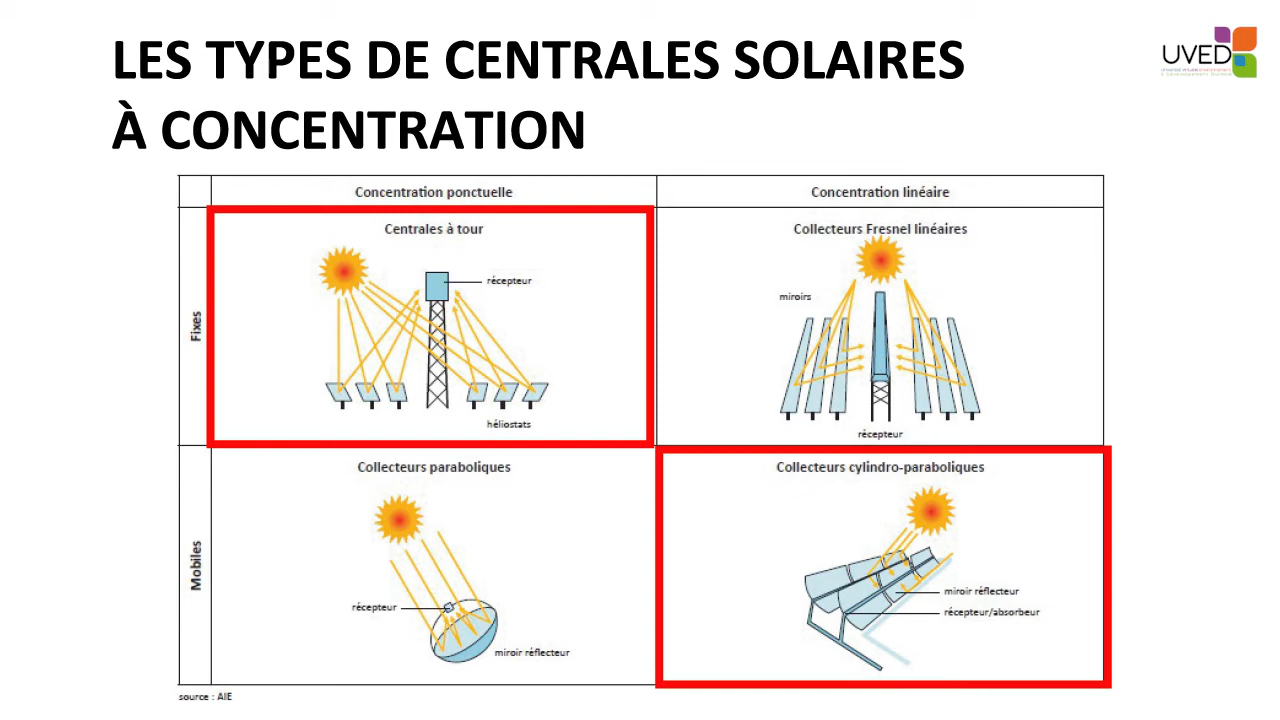 LES TYPES DE CENTRALES SOLAIRES
À CONCENTRATION
UVED
Concentration ponctuelle
Concentration linéaire
Fixes
Centrales à tour
récepteur
héliostats
Collecteurs Fresnel linéaires
miroirs
récepteur
Mobiles
Collecteurs paraboliques
récepteur
miroir réflecteur
Collecteurs cylindro-paraboliques
miroir réflecteur
récepteur/absorbeur
source : AIE